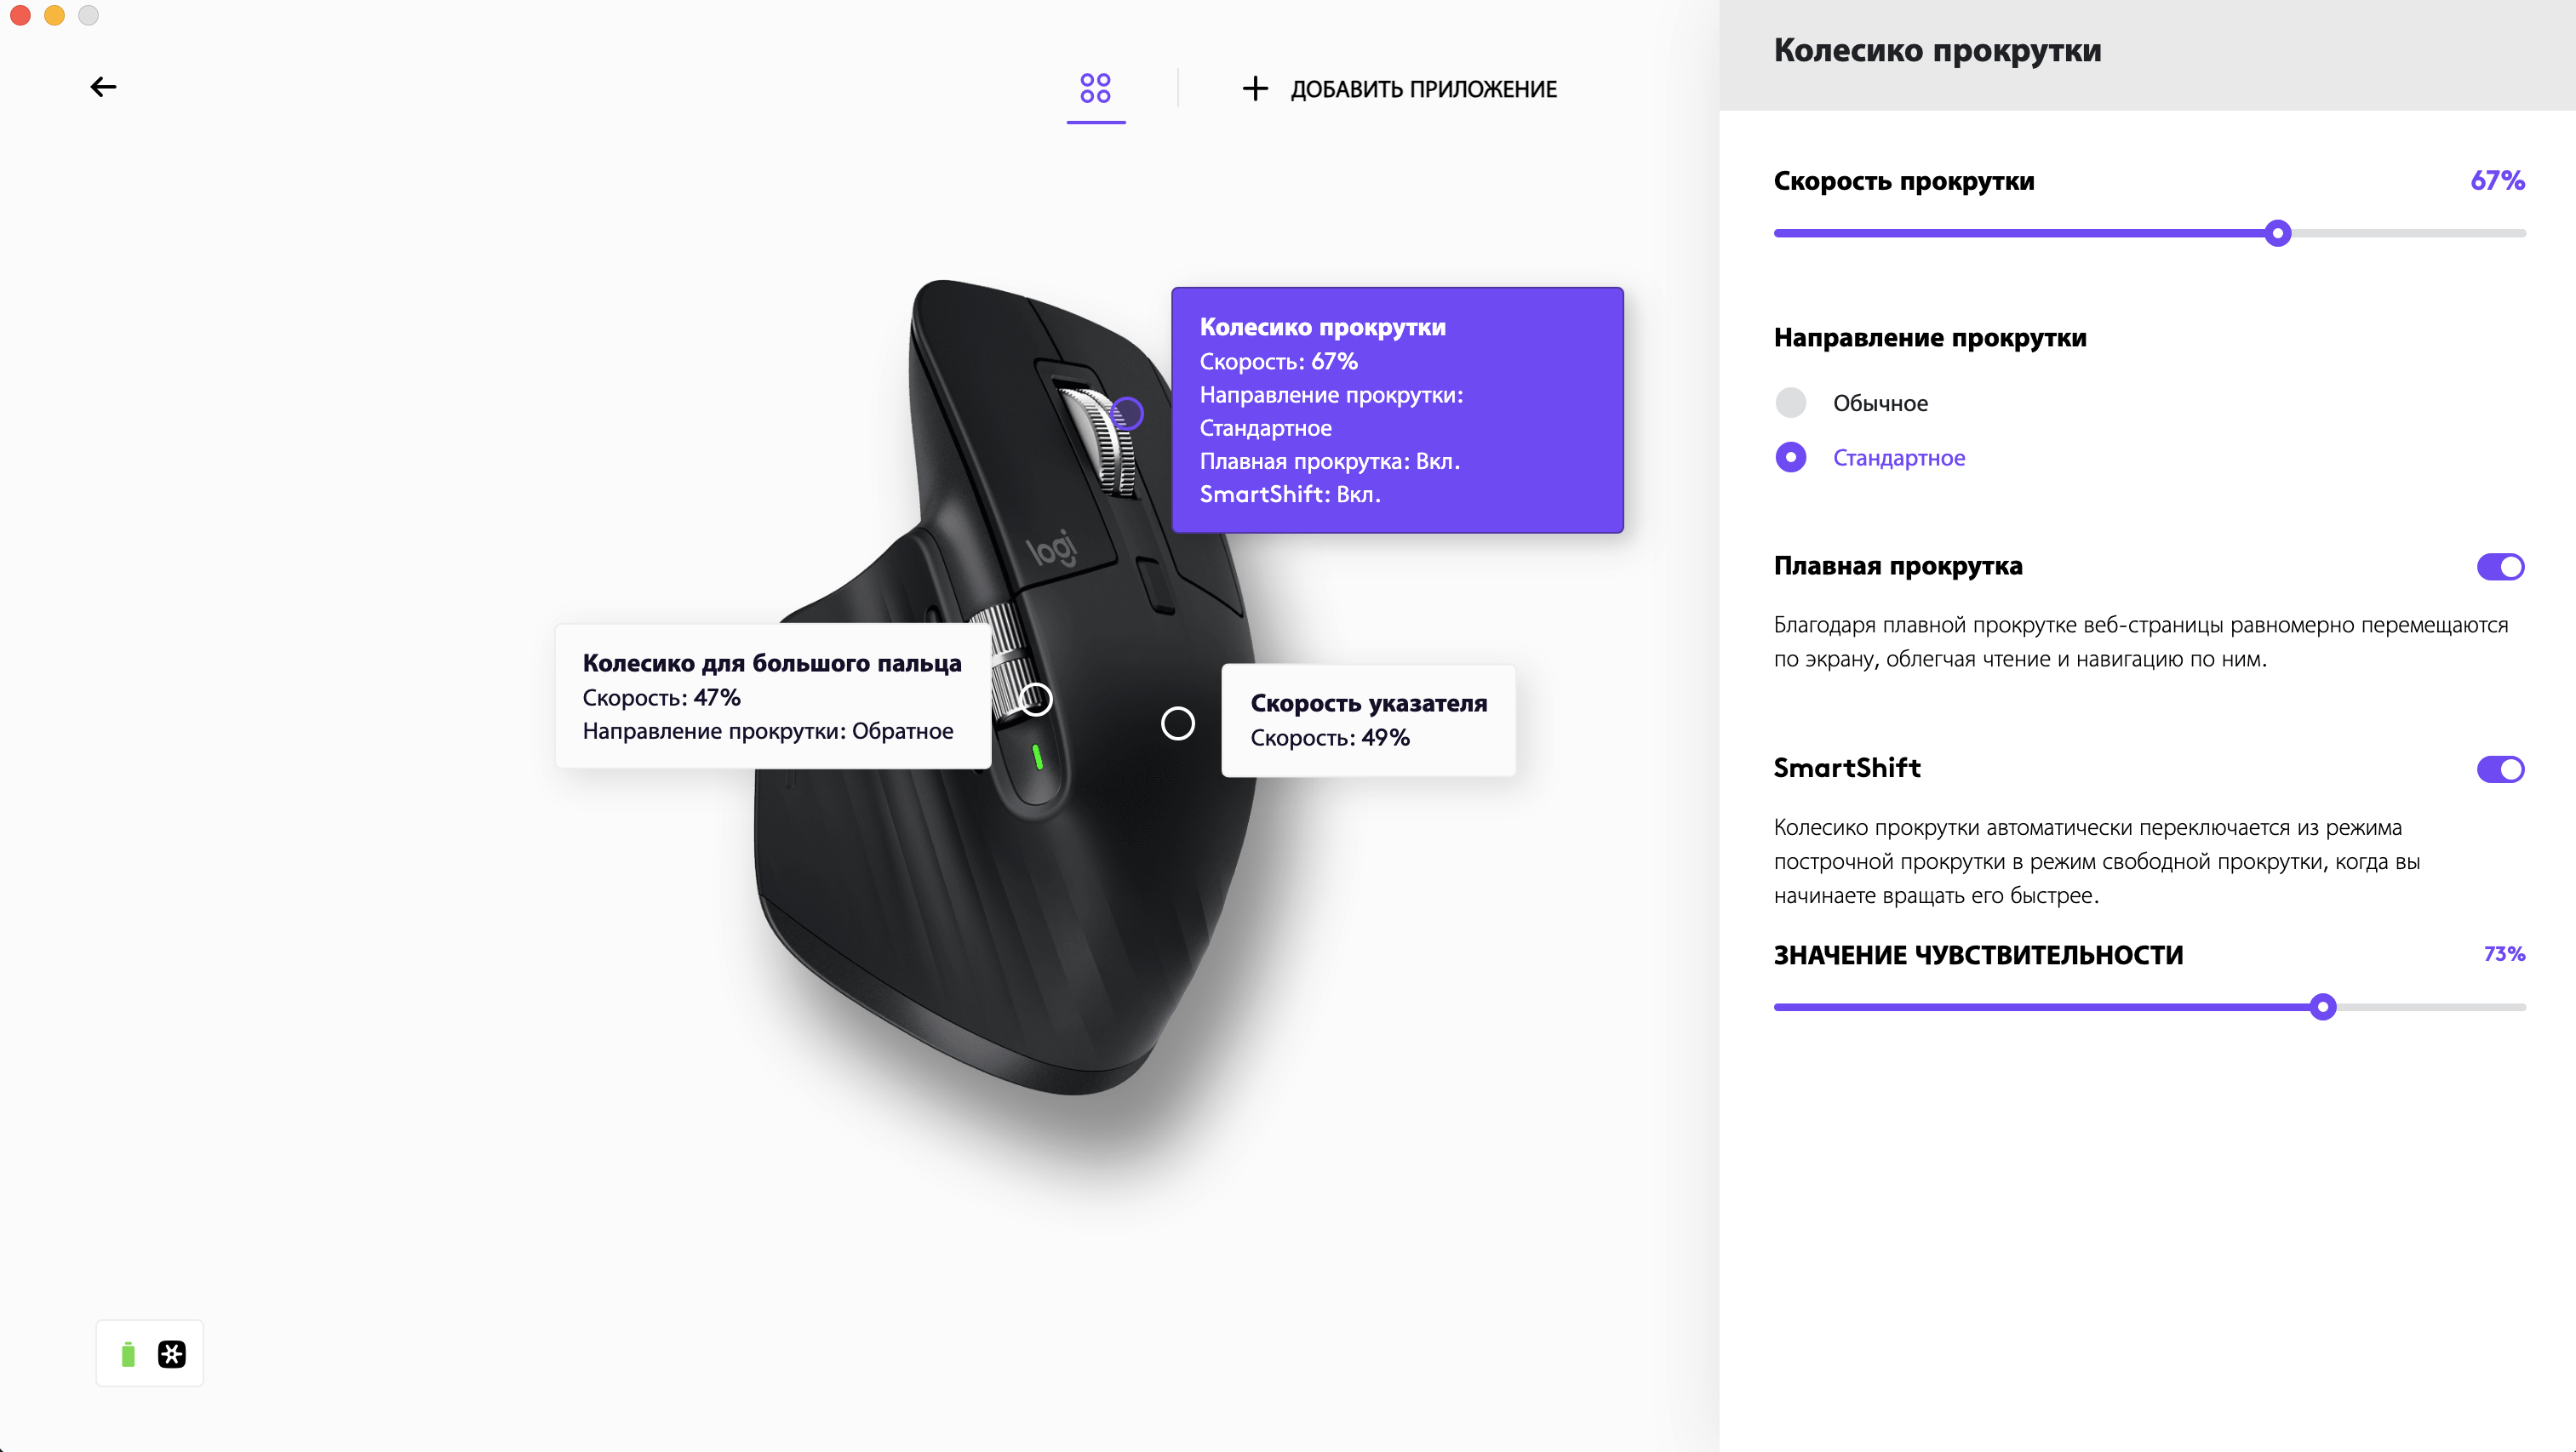 ДОБАВИТЬ ПРИЛОЖЕНИЕ
Колесико прокрутки
Скорость: 67%
Направление прокрутки:
Стандартное
Плавная прокрутка: Вкл.
SmartShift: Вкл.
logi
Колесико для большого пальца
Скорость: 47%
Направление прокрутки: Обратное
Скорость указателя
Скорость: 49%
Колесико прокрутки
Скорость прокрутки 67%
Направление прокрутки
Обычное
Стандартное
Плавная прокрутка
Благодаря плавной прокрутке веб-страницы равномерно перемещаются
по экрану, облегчая чтение и навигацию по ним.
SmartShift
Колесико прокрутки автоматически переключается из режима
построчной прокрутки в режим свободной прокрутки, когда вы
начинаете вращать его быстрее.
ЗНАЧЕНИЕ ЧУВСТВИТЕЛЬНОСТИ 73%